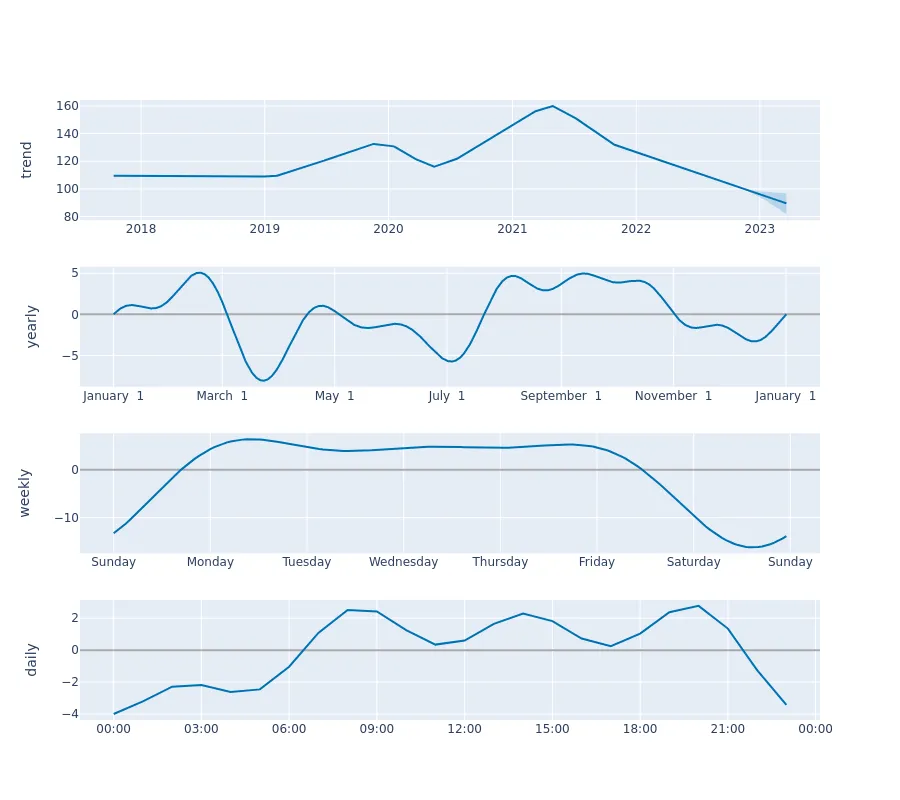 trend
160
140
120
100
80
2018 2019 2020 2021 2022 2023
yearly
5
0
−5
January 1 March 1 May 1 July 1 September 1 November 1 January 1
weekly
0
−10
Sunday Monday Tuesday Wednesday Thursday Friday Saturday Sunday
daily
2
0
−2
−4
00:00 03:00 06:00 09:00 12:00 15:00 18:00 21:00 00:00